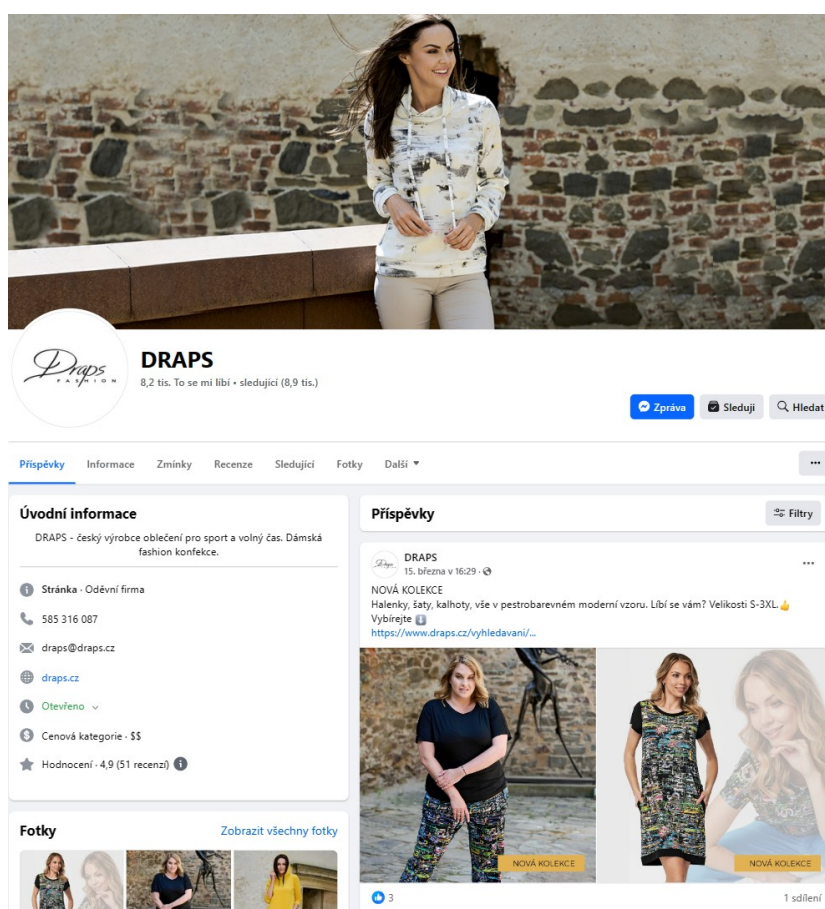 Draps
FASHION
DRAPS
8,2 tis. To se mi líbí • sledující (8,9 tis.)
Zpráva
Sleduji
Hledat
Příspěvky
Informace
Zmínky
Recenze
Sledující
Fotky
Další
Úvodní informace
DRAPS - český výrobce oblečení pro sport a volný čas. Dámská
fashion konfekce.
Stránka · Oděvní firma
585 316 087
draps@draps.cz
draps.cz
Otevřeno
Cenová kategorie · $$
Hodnocení · 4,9 (51 recenzí)
Fotky
Zobrazit všechny fotky
Příspěvky
Filtry
DRAPS
15. března v 16:29 ·
NOVÁ KOLEKCE
Halenky, šaty, kalhoty, vše v pestrobarevném moderní vzoru. Líbí se vám? Velikosti S-3XL.👍
Vybírejte ⬇️
https://www.draps.cz/vyhledavani/...
NOVÁ KOLEKCE
NOVÁ KOLEKCE
3
1 sdílení